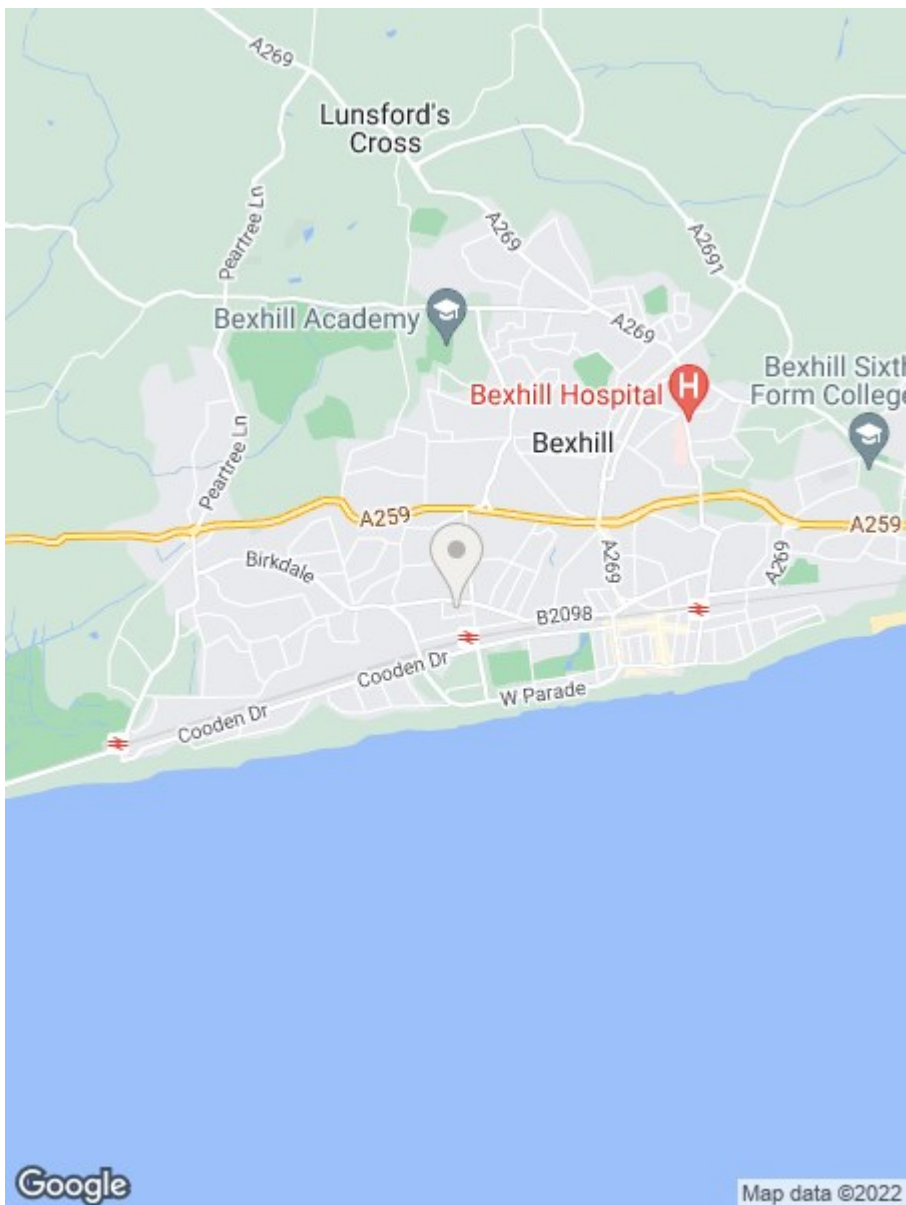 A269
Lunsford's
Cross
Peartree Ln
A269
A2691
Bexhill Academy
A269
Bexhill Sixth
Form College
Bexhill Hospital
H
Bexhill
Peartree Ln
A259
A259
Birkdale
A269
A269
B2098
Cooden Dr
W Parade
Cooden Dr
Google
Map data ©2022